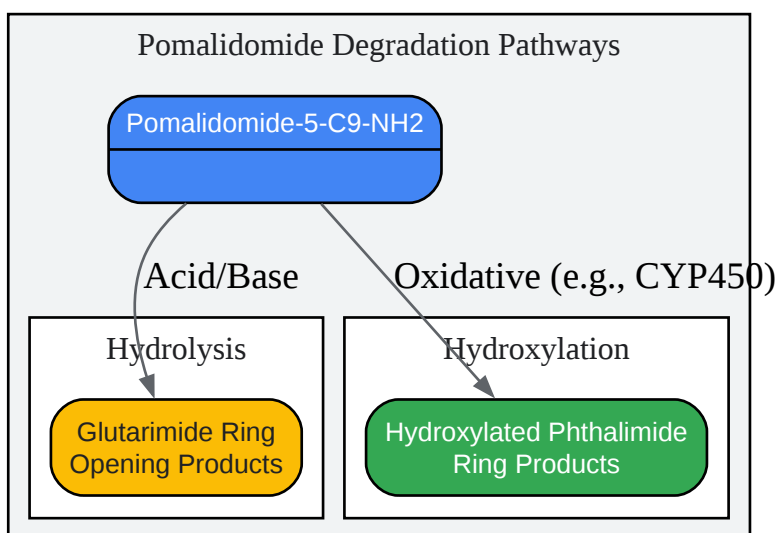 Pomalidomide Degradation Pathways
Pomalidomide-5-C9-NH2
Acid/Base
Oxidative (e.g., CYP450)
Hydrolysis
Hydroxylation
Glutarimide Ring
Opening Products
Hydroxylated Phthalimide
Ring Products